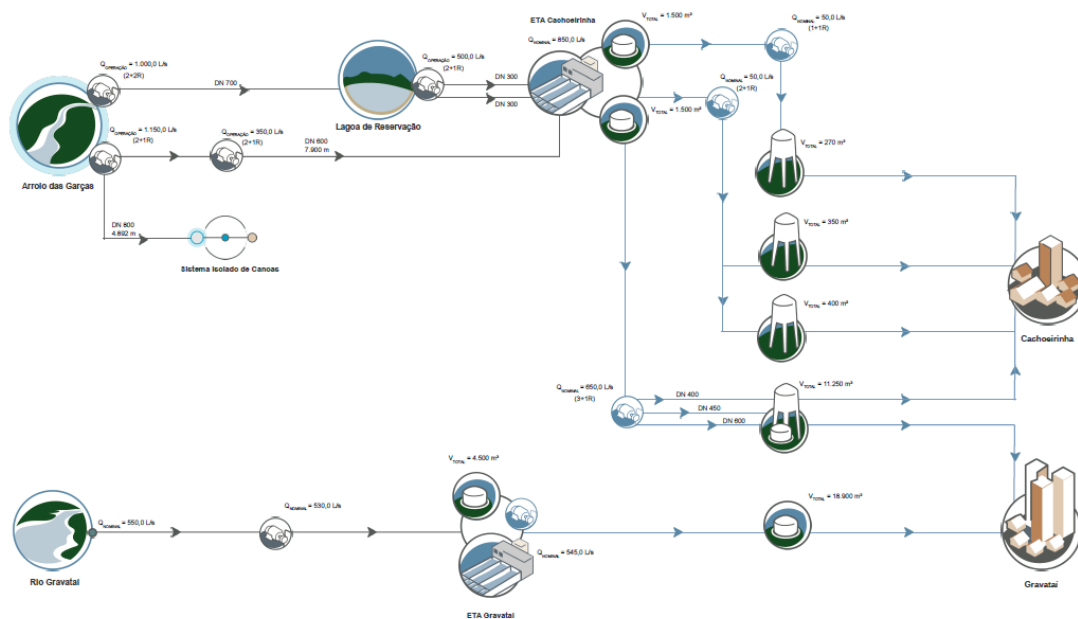 ETA Cachoeirinha
V TOTAL = 1.500 m³
Q NOMINAL = 50,0 L/s
(1+1R)
Q NOMINAL = 850,0 L/s
Q OPERAÇÃO = 1.000,0 L/s
(2+2R)
DN 700
Q OPERAÇÃO = 500,0 L/s
(2+1R)
DN 300
DN 300
Q NOMINAL = 50,0 L/s
(2+1R)
V TOTAL = 1.500 m³
Lagoa de Reservação
Q OPERAÇÃO = 1.150,0 L/s
(2+1R)
Q OPERAÇÃO = 350,0 L/s
(2+1R)
DN 600
7.900 m
V TOTAL = 270 m³
Arroio das Garças
DN 800
4.892 m
Sistema Isolado de Canoas
V TOTAL = 350 m³
V TOTAL = 400 m³
Cachoeirinha
Q NOMINAL = 650,0 L/s
(3+1R)
DN 400
DN 450
DN 600
V TOTAL = 11.250 m³
V TOTAL = 4.500 m³
Q NOMINAL = 550,0 L/s
Q NOMINAL = 530,0 L/s
V TOTAL = 18.900 m³
Q NOMINAL = 545,0 L/s
Rio Gravataí
ETA Gravataí
Gravataí